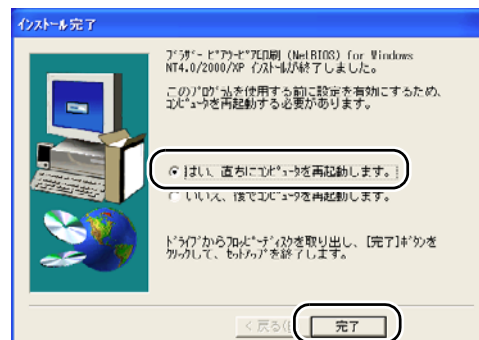 インストール完了
ブラザー ピアツーピア印刷 (NetBIOS) for Windows
NT4.0/2000/XP インストールが終了しました。
このプログラムを使用する前に設定を有効にするため、
コンピュータを再起動する必要があります。
はい、直ちにコンピュータを再起動します。
いいえ、後でコンピュータを再起動します。
ドライブからフロッピーディスクを取り出し、[完了]ボタンを
クリックして、セットアップを終了します。
< 戻る(
完了